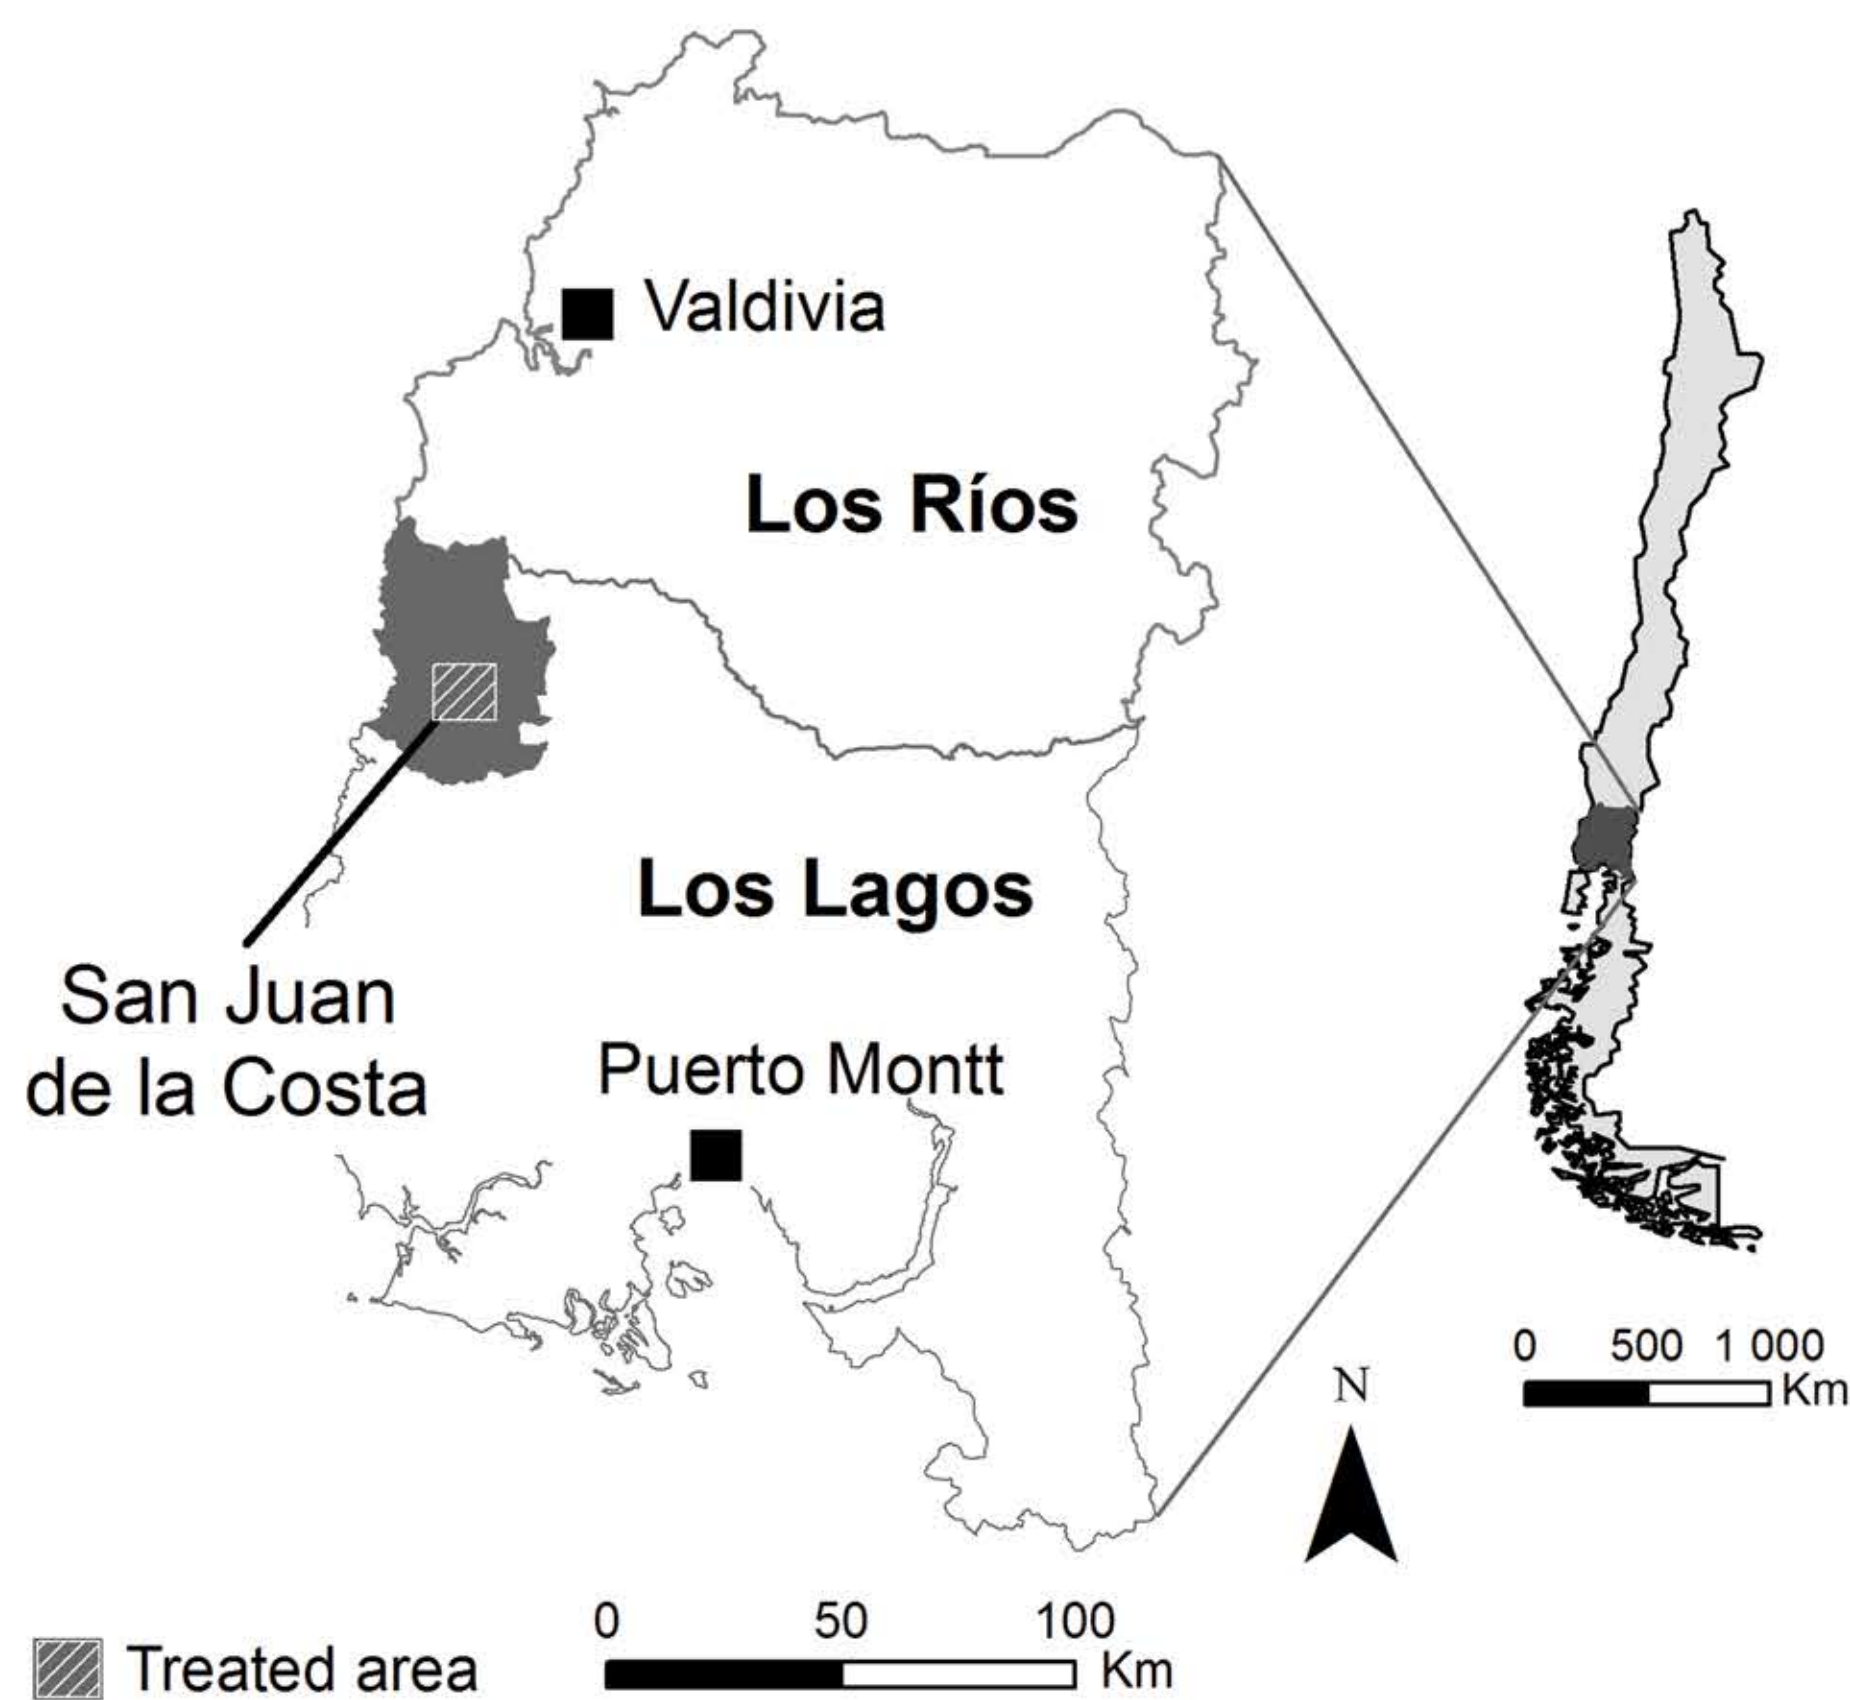 Valdivia
Los Ríos
Los Lagos
San Juan
de la Costa
Puerto Montt
0 500 1 000
Km
N
0 50 100
Km
Treated area